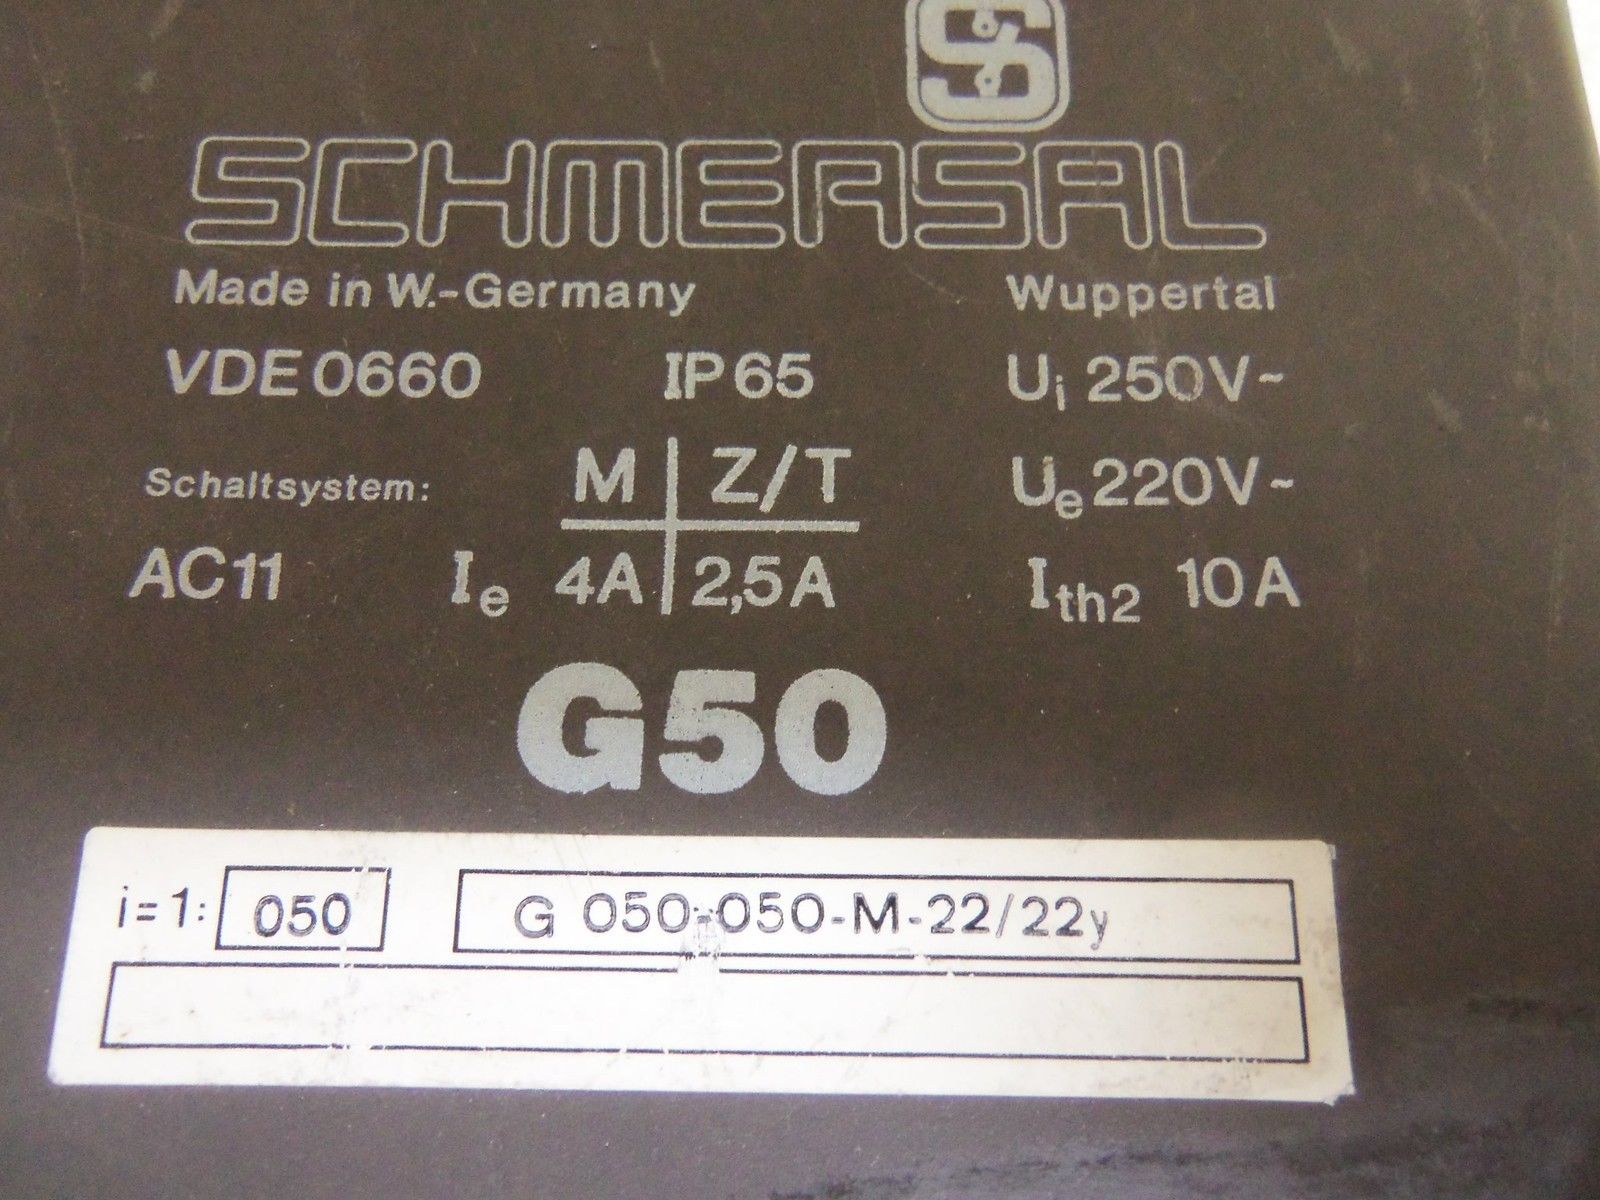 SCHMERSAL
Made in W.-Germany Wuppertal
VDE 0660 IP 65 Ui 250V~
Schaltsystem: M Z/T Ue 220V~
AC11 Ie 4A 2,5A Ith2 10A
G50
i=1: 050 G 050-050-M-22/22y